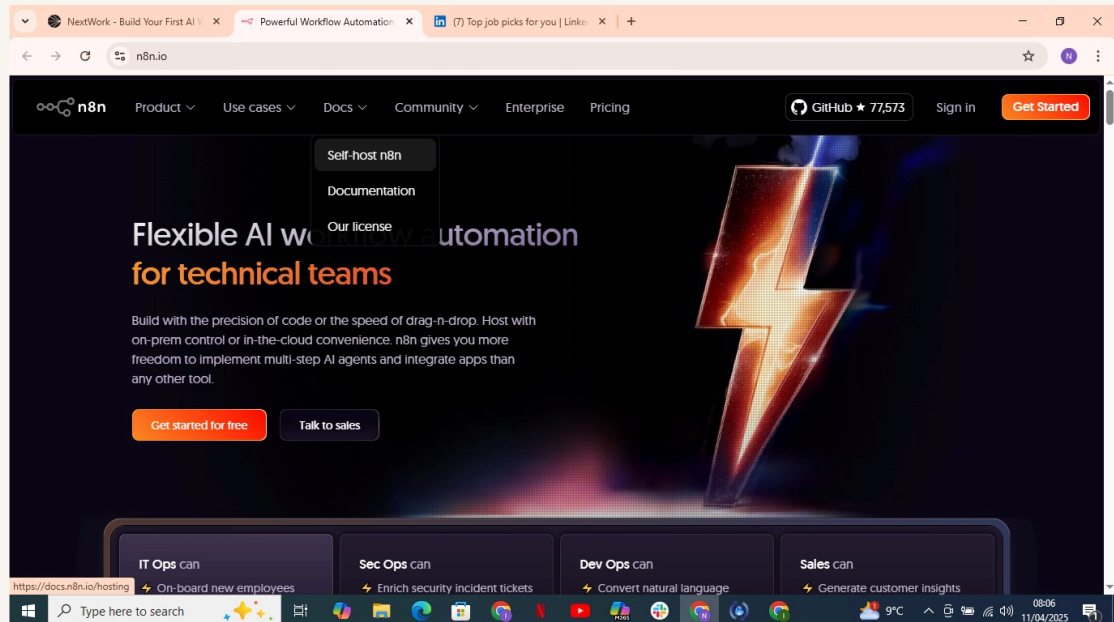 NextWork - Build Your First AI W
Powerful Workflow Automation
(7) Top job picks for you | Linke
n8n.io
N
n8n
Product
Use cases
Docs
Community
Enterprise
Pricing
GitHub ★ 77,573
Sign in
Get Started
Self-host n8n
Documentation
Our license
Flexible AI workflow automation
for technical teams
Build with the precision of code or the speed of drag-n-drop. Host with
on-prem control or in-the-cloud convenience. n8n gives you more
freedom to implement multi-step AI agents and integrate apps than
any other tool.
Get started for free
Talk to sales
IT Ops can
On-board new employees
Sec Ops can
Enrich security incident tickets
Dev Ops can
Convert natural language
Sales can
Generate customer insights
https://docs.n8n.io/hosting
Type here to search
9°C
08:06
11/04/2025